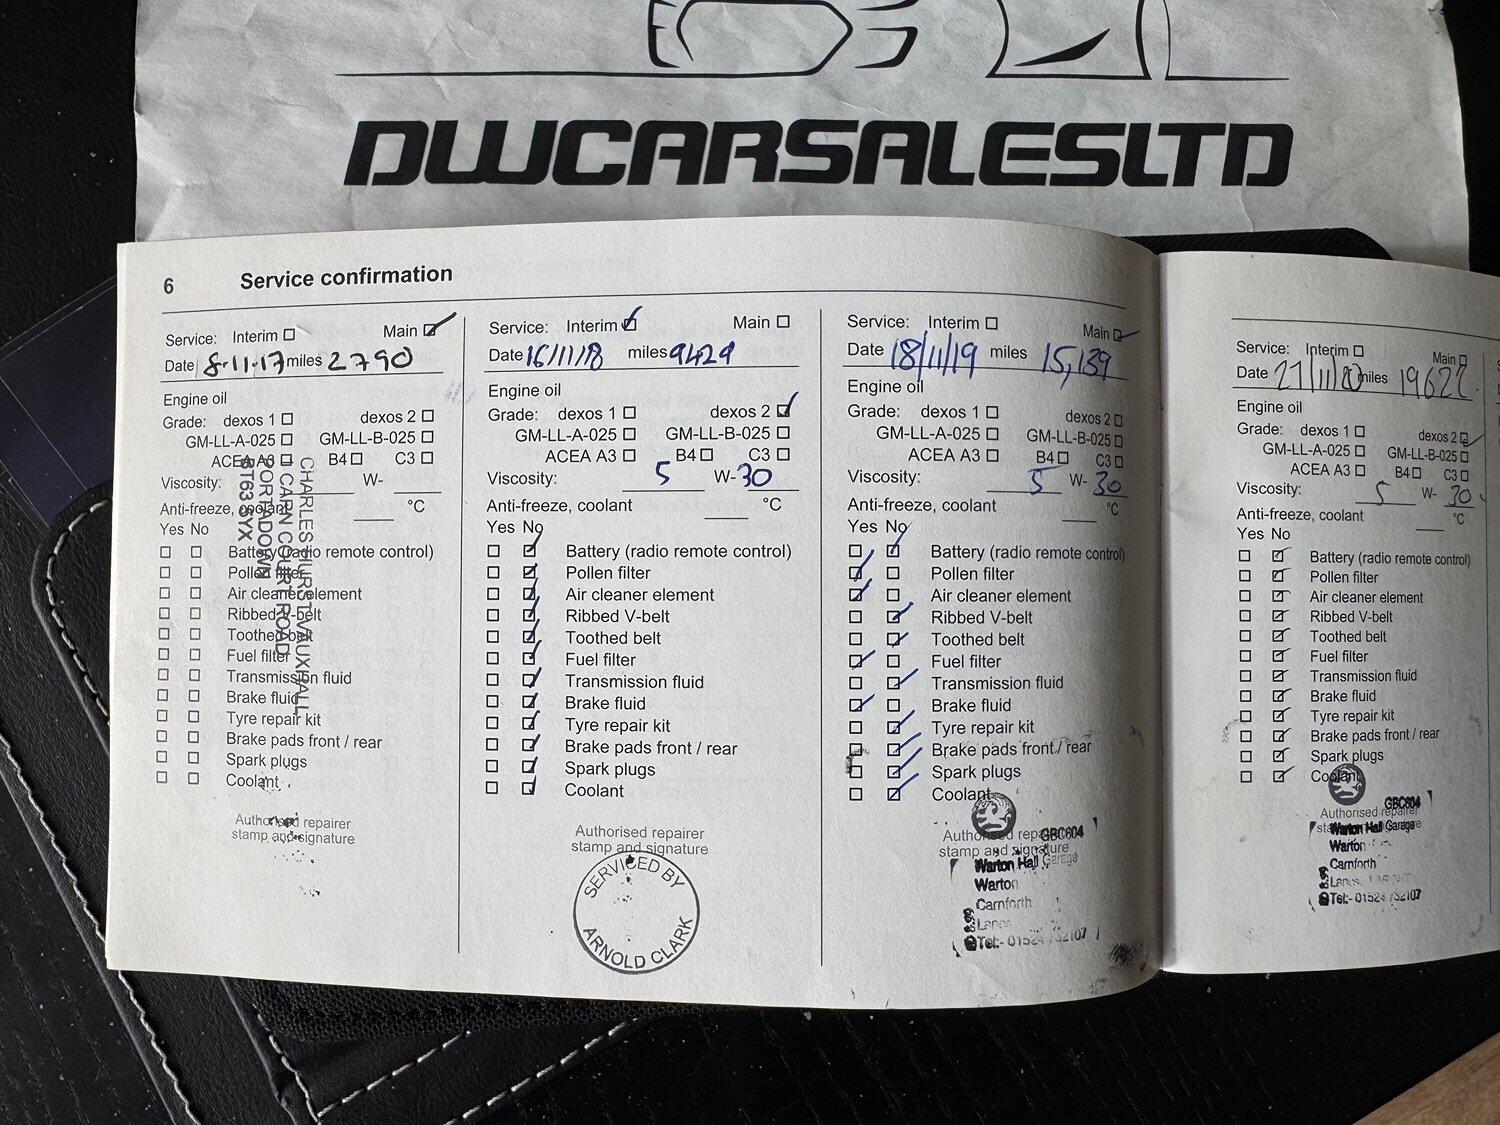 DWCARSALESLTD
6 Service confirmation
Service: Interim Main
Date 8-11-17 miles 2790
Engine oil
Grade: dexos 1 dexos 2
GM-LL-A-025 GM-LL-B-025
ACEA A3 B4 C3
Viscosity: W-
Anti-freeze, coolant °C
Yes No
Battery (radio remote control)
Pollen filter
Air cleaner element
Ribbed V-belt
Toothed belt
Fuel filter
Transmission fluid
Brake fluid
Tyre repair kit
Brake pads front / rear
Spark plugs
Coolant
Authorised repairer
stamp and signature
CHARLES HURST VAUXHALL
CARN COURT ROAD
PORTADOWN
BT63 5YX
Service: Interim Main
Date 16/11/18 miles 9429
Engine oil
Grade: dexos 1 dexos 2
GM-LL-A-025 GM-LL-B-025
ACEA A3 B4 C3
Viscosity: 5 W-30
Anti-freeze, coolant °C
Yes No
Battery (radio remote control)
Pollen filter
Air cleaner element
Ribbed V-belt
Toothed belt
Fuel filter
Transmission fluid
Brake fluid
Tyre repair kit
Brake pads front / rear
Spark plugs
Coolant
Authorised repairer
stamp and signature
SERVICED BY
ARNOLD CLARK
Service: Interim Main
Date 18/11/19 miles 15,139
Engine oil
Grade: dexos 1 dexos 2
GM-LL-A-025 GM-LL-B-025
ACEA A3 B4 C3
Viscosity: 5 W-30
Anti-freeze, coolant °C
Yes No
Battery (radio remote control)
Pollen filter
Air cleaner element
Ribbed V-belt
Toothed belt
Fuel filter
Transmission fluid
Brake fluid
Tyre repair kit
Brake pads front / rear
Spark plugs
Coolant
Authorised repairer
stamp and signature
GBC604
Warton Hall Garage
Warton
Carnforth
Lancs
Tel:- 01524 732107
Service: Interim Main
Date 27/11/20 miles 19622
Engine oil
Grade: dexos 1 dexos 2
GM-LL-A-025 GM-LL-B-025
ACEA A3 B4 C3
Viscosity: 5 W-30
Anti-freeze, coolant °C
Yes No
Battery (radio remote control)
Pollen filter
Air cleaner element
Ribbed V-belt
Toothed belt
Fuel filter
Transmission fluid
Brake fluid
Tyre repair kit
Brake pads front / rear
Spark plugs
Coolant
Authorised repairer
GBC604
Warton Hall Garage
Warton
Carnforth
Lancs
Tel:- 01524 732107